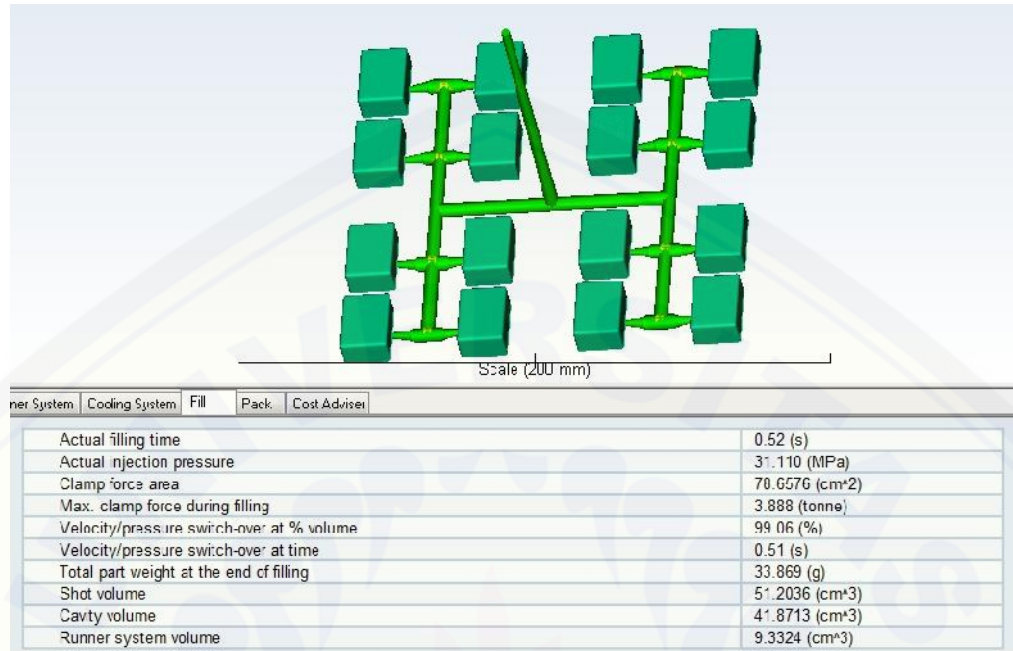 Scale (200 mm)
ner System Cooling System Fill Pack Cost Adviser
Actual filling time 0.52 (s)
Actual injection pressure 31.110 (MPa)
Clamp force area 78.6576 (cm^2)
Max. clamp force during filling 3.888 (tonne)
Velocity/pressure switch-over at % volume 99.06 (%)
Velocity/pressure switch-over at time 0.51 (s)
Total part weight at the end of filling 33.869 (g)
Shot volume 51.2036 (cm^3)
Cavity volume 41.8713 (cm^3)
Runner system volume 9.3324 (cm^3)